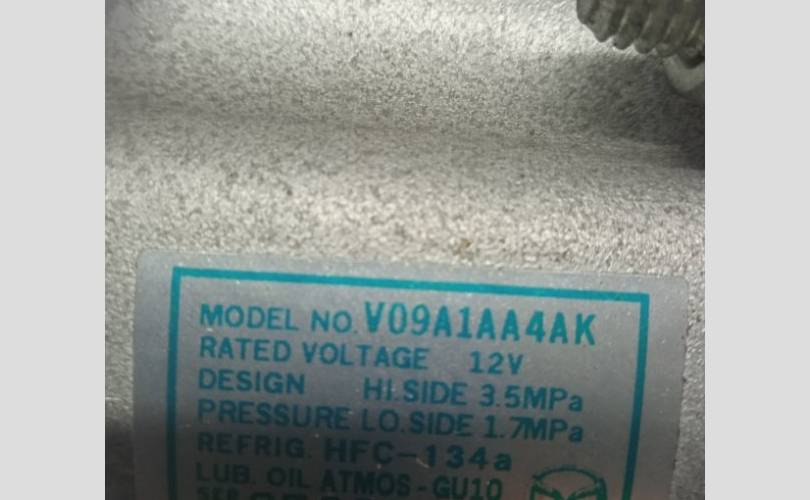 MODEL NO. V09A1AA4AK
RATED VOLTAGE 12V
DESIGN HI.SIDE 3.5MPa
PRESSURE LO.SIDE 1.7MPa
REFRIG. HFC-134a
LUB. OIL ATMOS-GU10